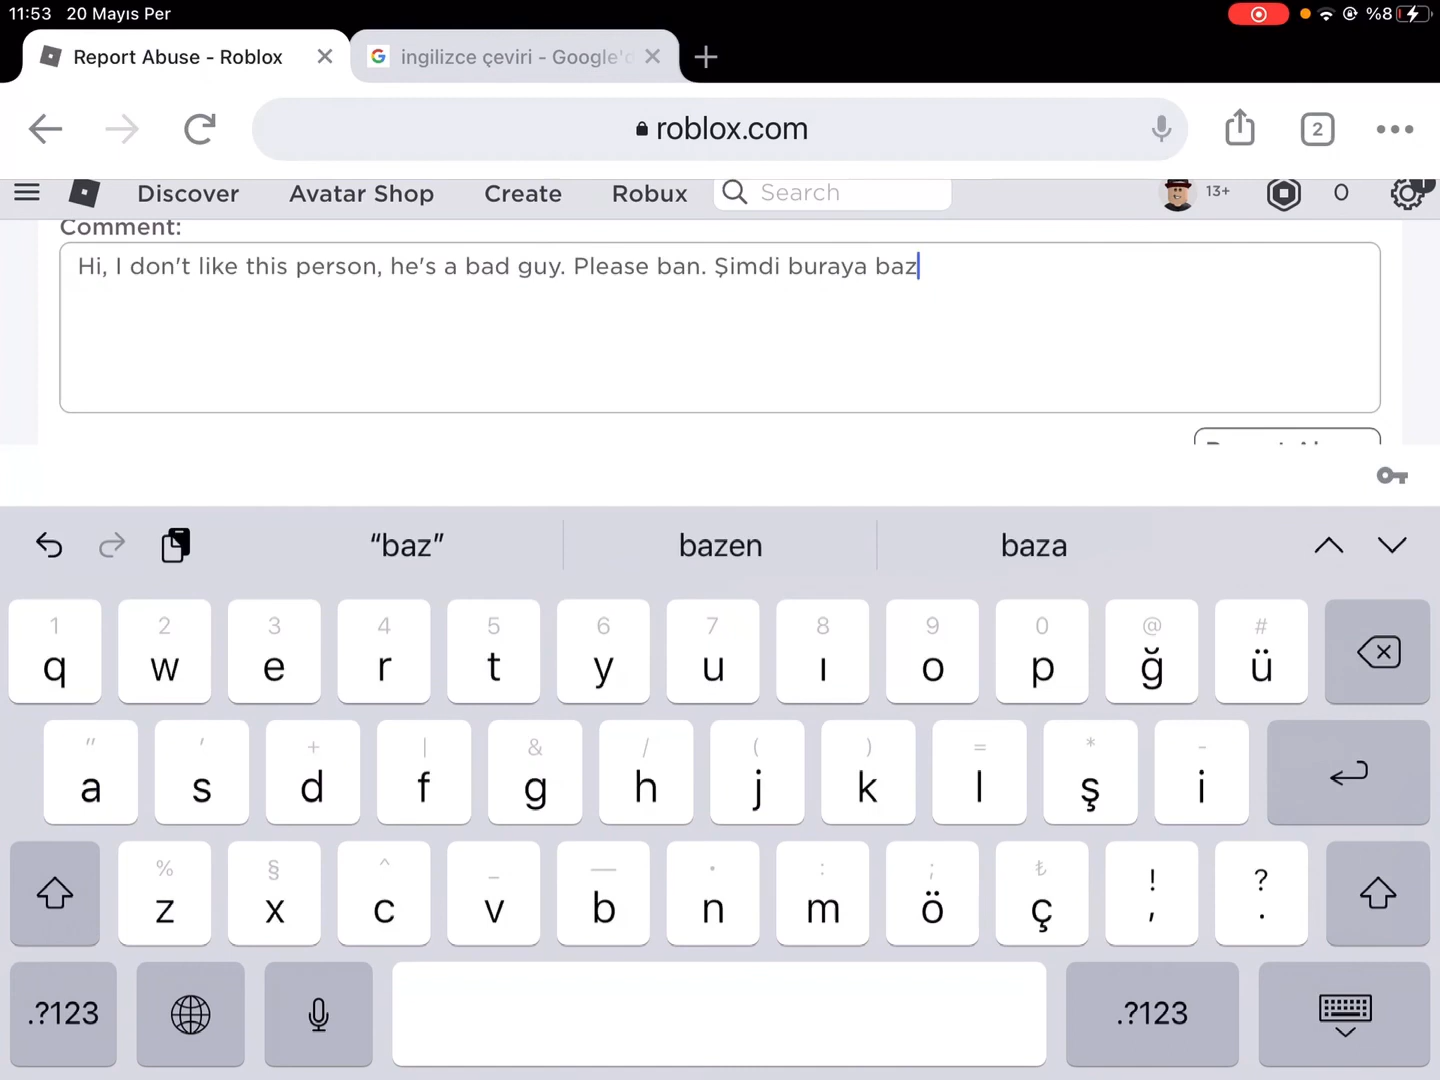 11:53 20 Mayıs Per %8
Report Abuse - Roblox
ingilizce çeviri - Google'd
roblox.com
2
Discover Avatar Shop Create Robux Search 13+ 0
Comment:
Hi, I don't like this person, he's a bad guy. Please ban. Şimdi buraya baz
"baz" bazen baza
1 2 3 4 5 6 7 8 9 0 @ #
q w e r t y u ı o p ğ ü
" ' + | & / ( ) = * -
a s d f g h j k l ş i
% § ^ _ — · : ; ₺ ! ?
z x c v b n m ö ç , .
.?123 .?123